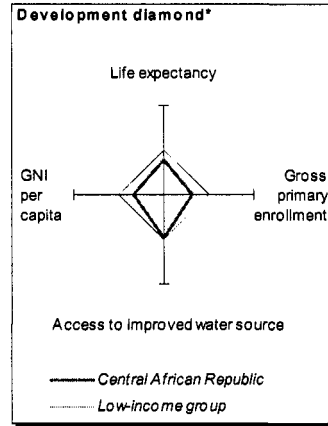 Development diamond*
Life expectancy
GNI
per
capita
Gross
primary
enrollment
Access to improved water source
Central African Republic
Low-income group